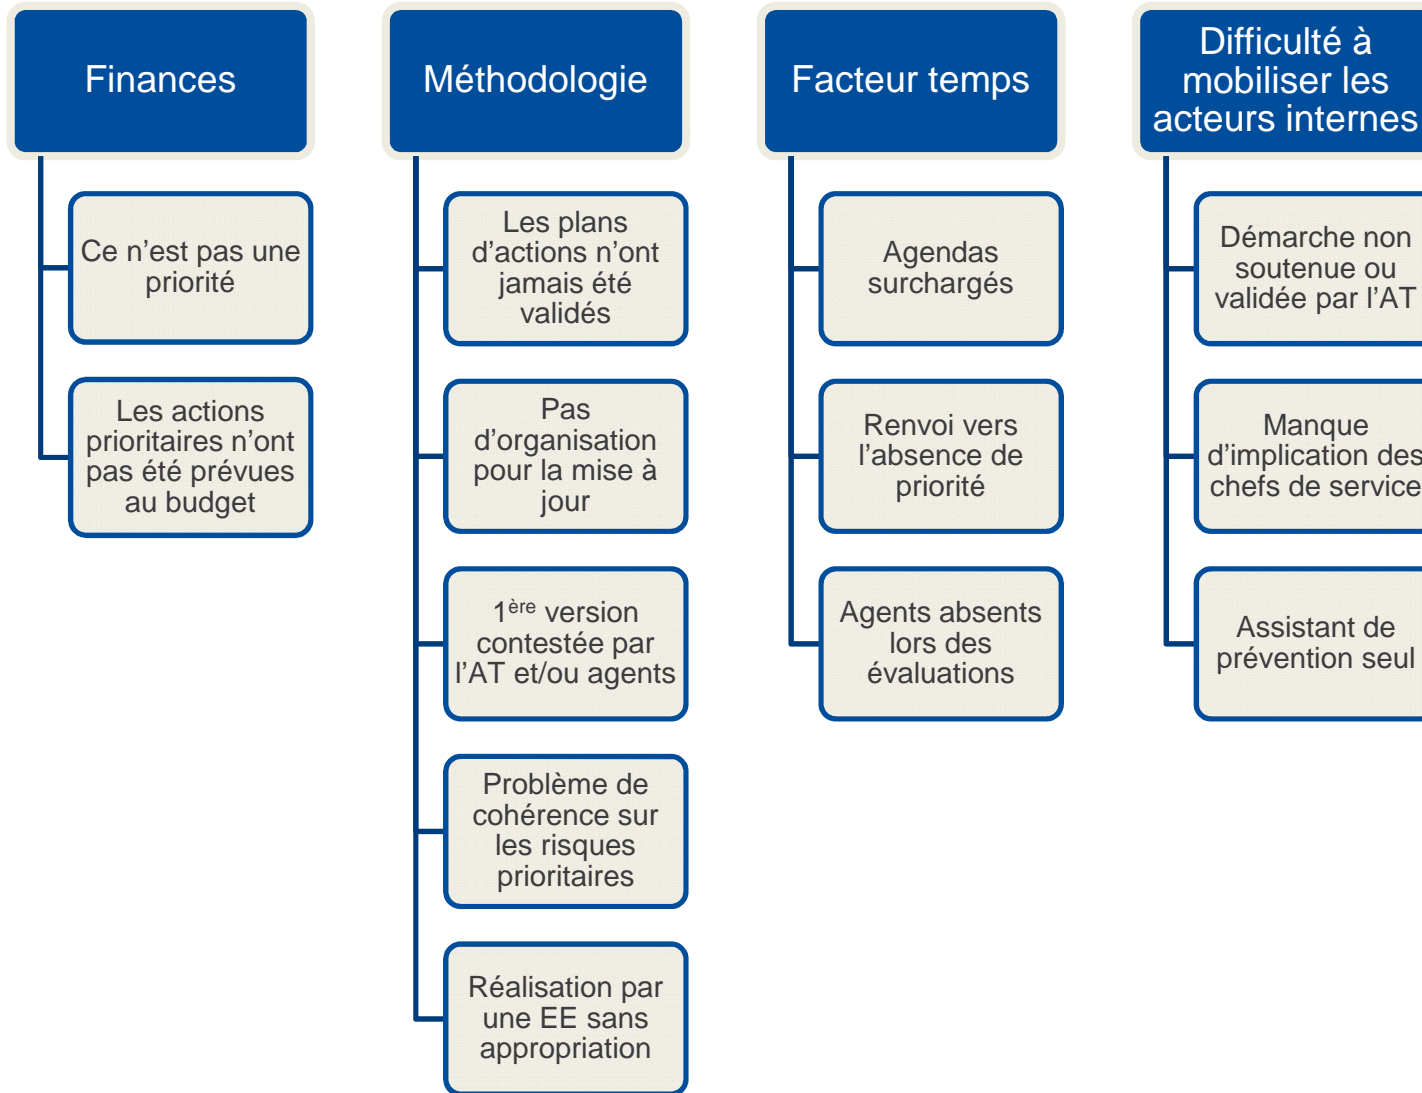 Finances
Ce n’est pas une
priorité
Les actions
prioritaires n’ont
pas été prévues
au budget
Méthodologie
Les plans
d’actions n’ont
jamais été
validés
Pas
d’organisation
pour la mise à
jour
1ère version
contestée par
l’AT et/ou agents
Problème de
cohérence sur
les risques
prioritaires
Réalisation par
une EE sans
appropriation
Facteur temps
Agendas
surchargés
Renvoi vers
l’absence de
priorité
Agents absents
lors des
évaluations
Difficulté à
mobiliser les
acteurs internes
Démarche non
soutenue ou
validée par l’AT
Manque
d’implication des
chefs de service
Assistant de
prévention seul